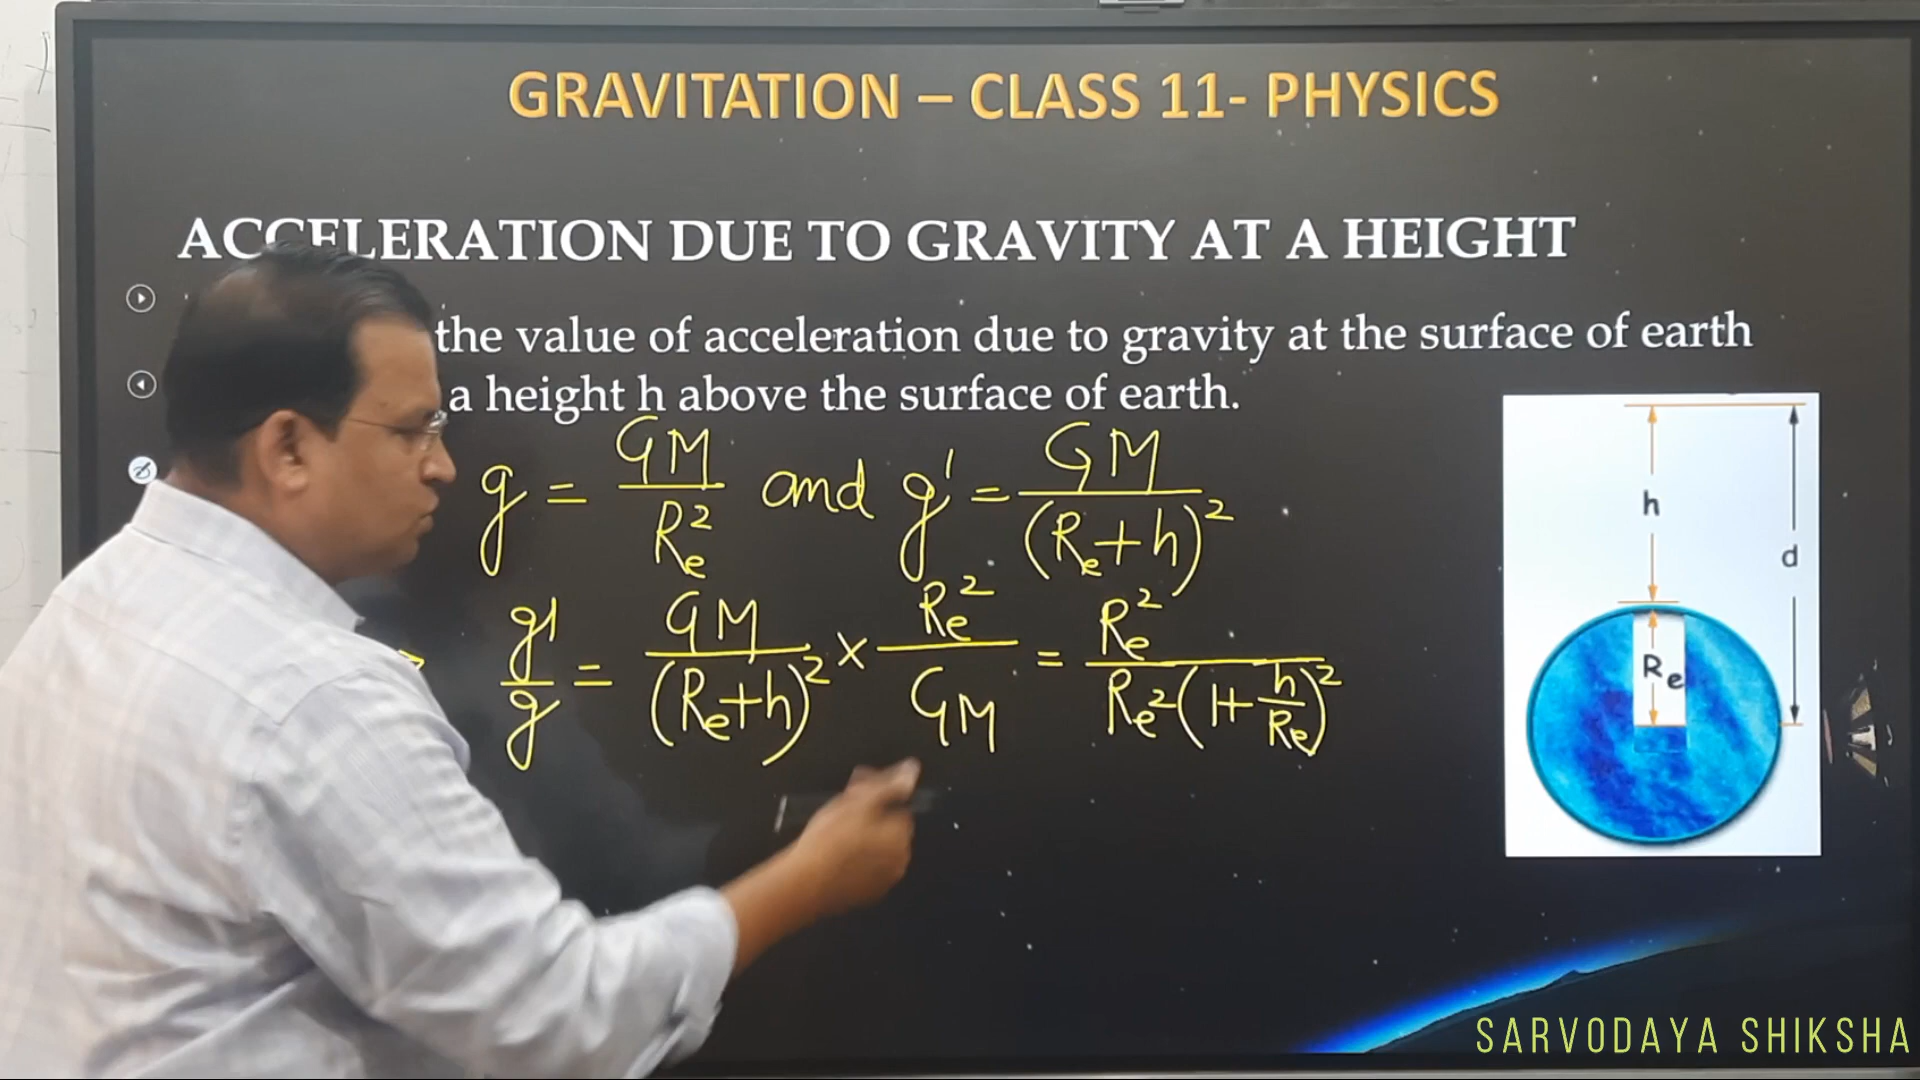 GRAVITATION – CLASS 11- PHYSICS
ACCELERATION DUE TO GRAVITY AT A HEIGHT
the value of acceleration due to gravity at the surface of earth
a height h above the surface of earth.
g = GM/Re² and g' = GM/(Re+h)²
g'/g = GM/(Re+h)² × Re²/GM = Re²/Re²(1+h/Re)²
h
d
Re
SARVODAYA SHIKSHA